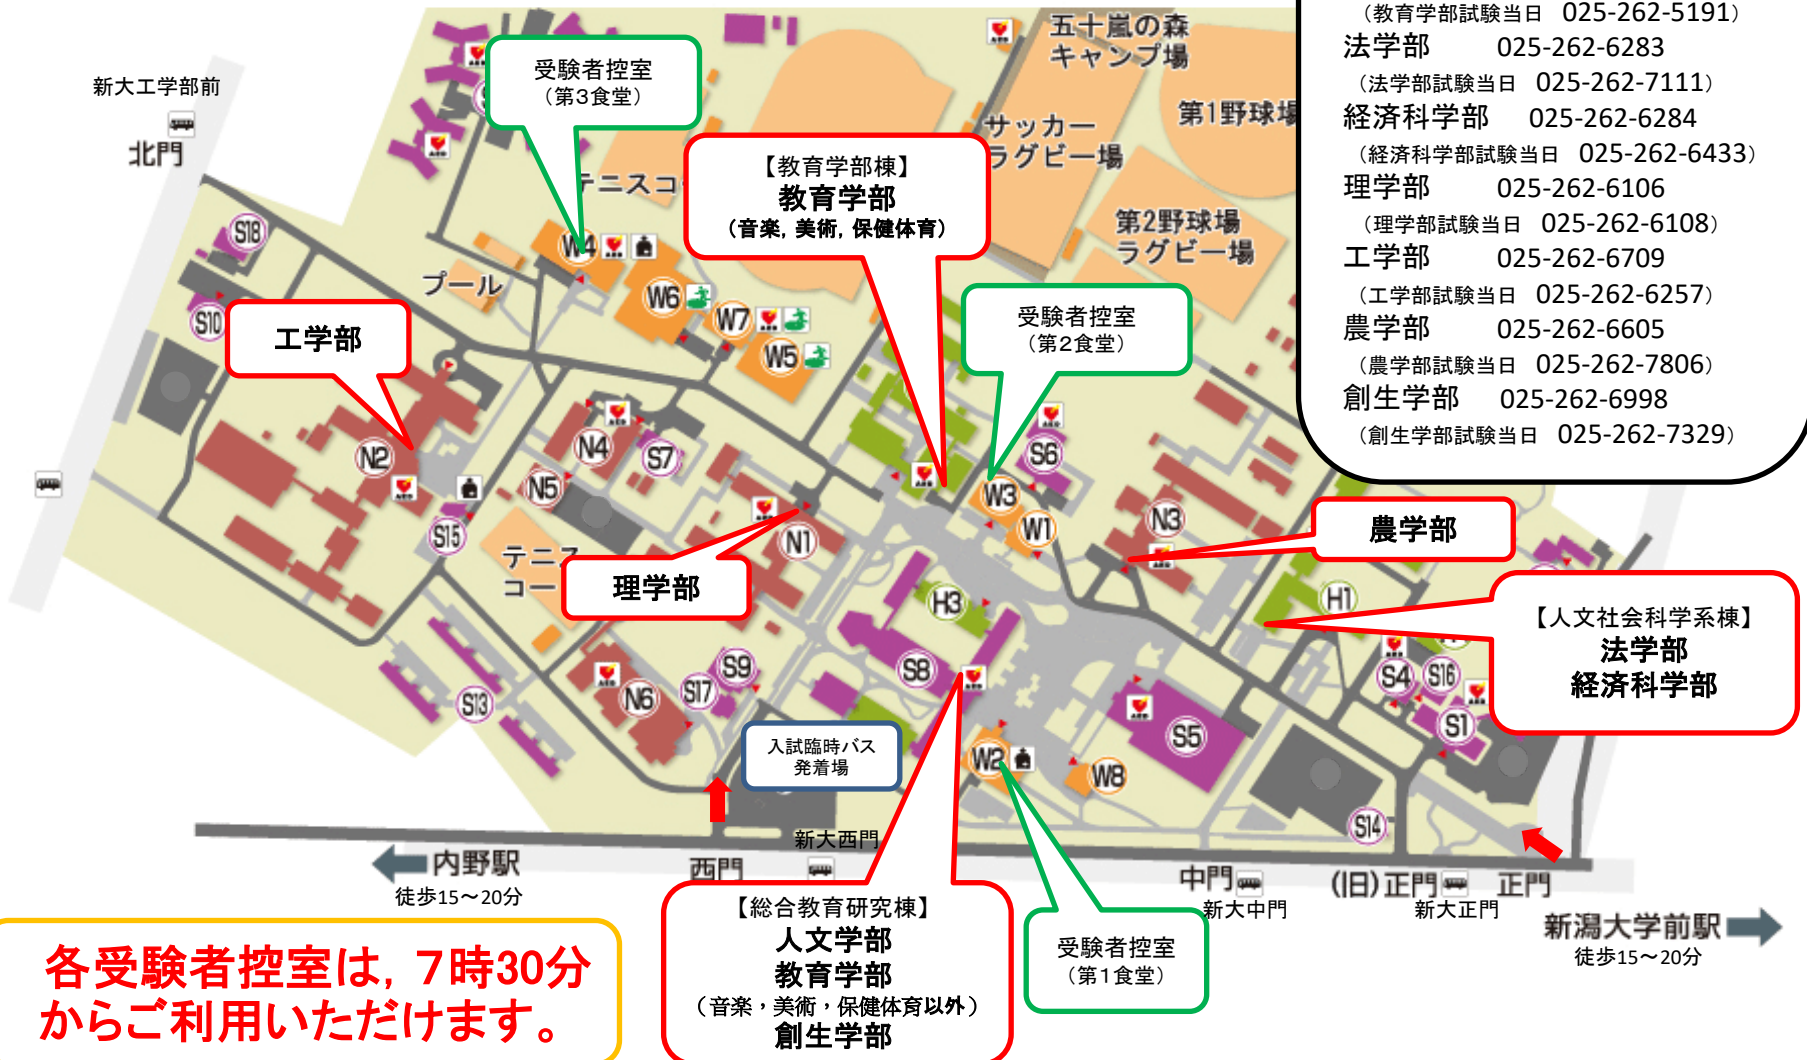 （教育学部試験当日 025-262-5191）
法学部 025-262-6283
（法学部試験当日 025-262-7111）
経済科学部 025-262-6284
（経済科学部試験当日 025-262-6433）
理学部 025-262-6106
（理学部試験当日 025-262-6108）
工学部 025-262-6709
（工学部試験当日 025-262-6257）
農学部 025-262-6605
（農学部試験当日 025-262-7806）
創生学部 025-262-6998
（創生学部試験当日 025-262-7329）
五十嵐の森
キャンプ場
サッカー
ラグビー場
第1野球場
第2野球場
ラグビー場
新大工学部前
北門
受験者控室
（第3食堂）
テニスコ
【教育学部棟】
教育学部
（音楽, 美術, 保健体育）
受験者控室
（第2食堂）
プール
工学部
S18
S10
W4
W6
W7
W5
N2
N4
N5
S7
S15
S6
W3
W1
N3
N1
テニス
コー
理学部
農学部
H3
H1
【人文社会科学系棟】
法学部
経済科学部
S13
N6
S17
S9
S8
S4
S16
S1
S5
W2
W8
S14
入試臨時バス
発着場
内野駅
徒歩15～20分
西門
新大西門
中門
新大中門
(旧)正門
新大正門
正門
新潟大学前駅
徒歩15～20分
【総合教育研究棟】
人文学部
教育学部
（音楽，美術，保健体育以外）
創生学部
受験者控室
（第1食堂）
各受験者控室は, 7時30分
からご利用いただけます。